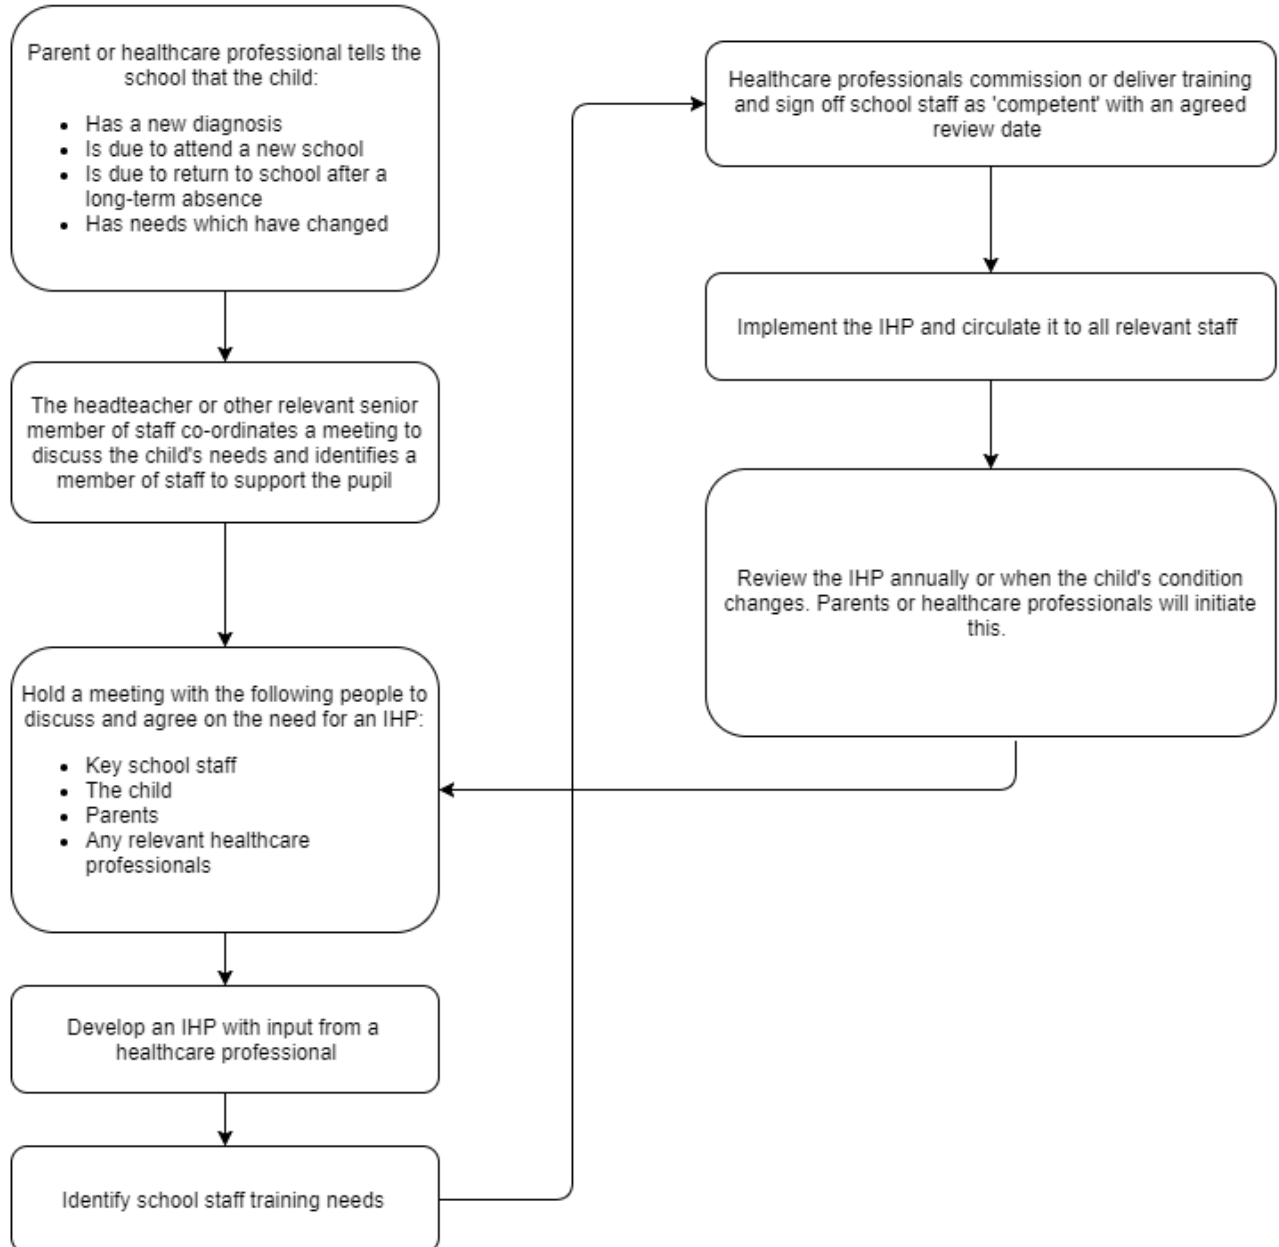 Parent or healthcare professional tells the
school that the child:
• Has a new diagnosis
• Is due to attend a new school
• Is due to return to school after a
long-term absence
• Has needs which have changed
The headteacher or other relevant senior
member of staff co-ordinates a meeting to
discuss the child's needs and identifies a
member of staff to support the pupil
Hold a meeting with the following people to
discuss and agree on the need for an IHP:
• Key school staff
• The child
• Parents
• Any relevant healthcare
professionals
Develop an IHP with input from a
healthcare professional
Identify school staff training needs
Healthcare professionals commission or deliver training
and sign off school staff as 'competent' with an agreed
review date
Implement the IHP and circulate it to all relevant staff
Review the IHP annually or when the child's condition
changes. Parents or healthcare professionals will initiate
this.